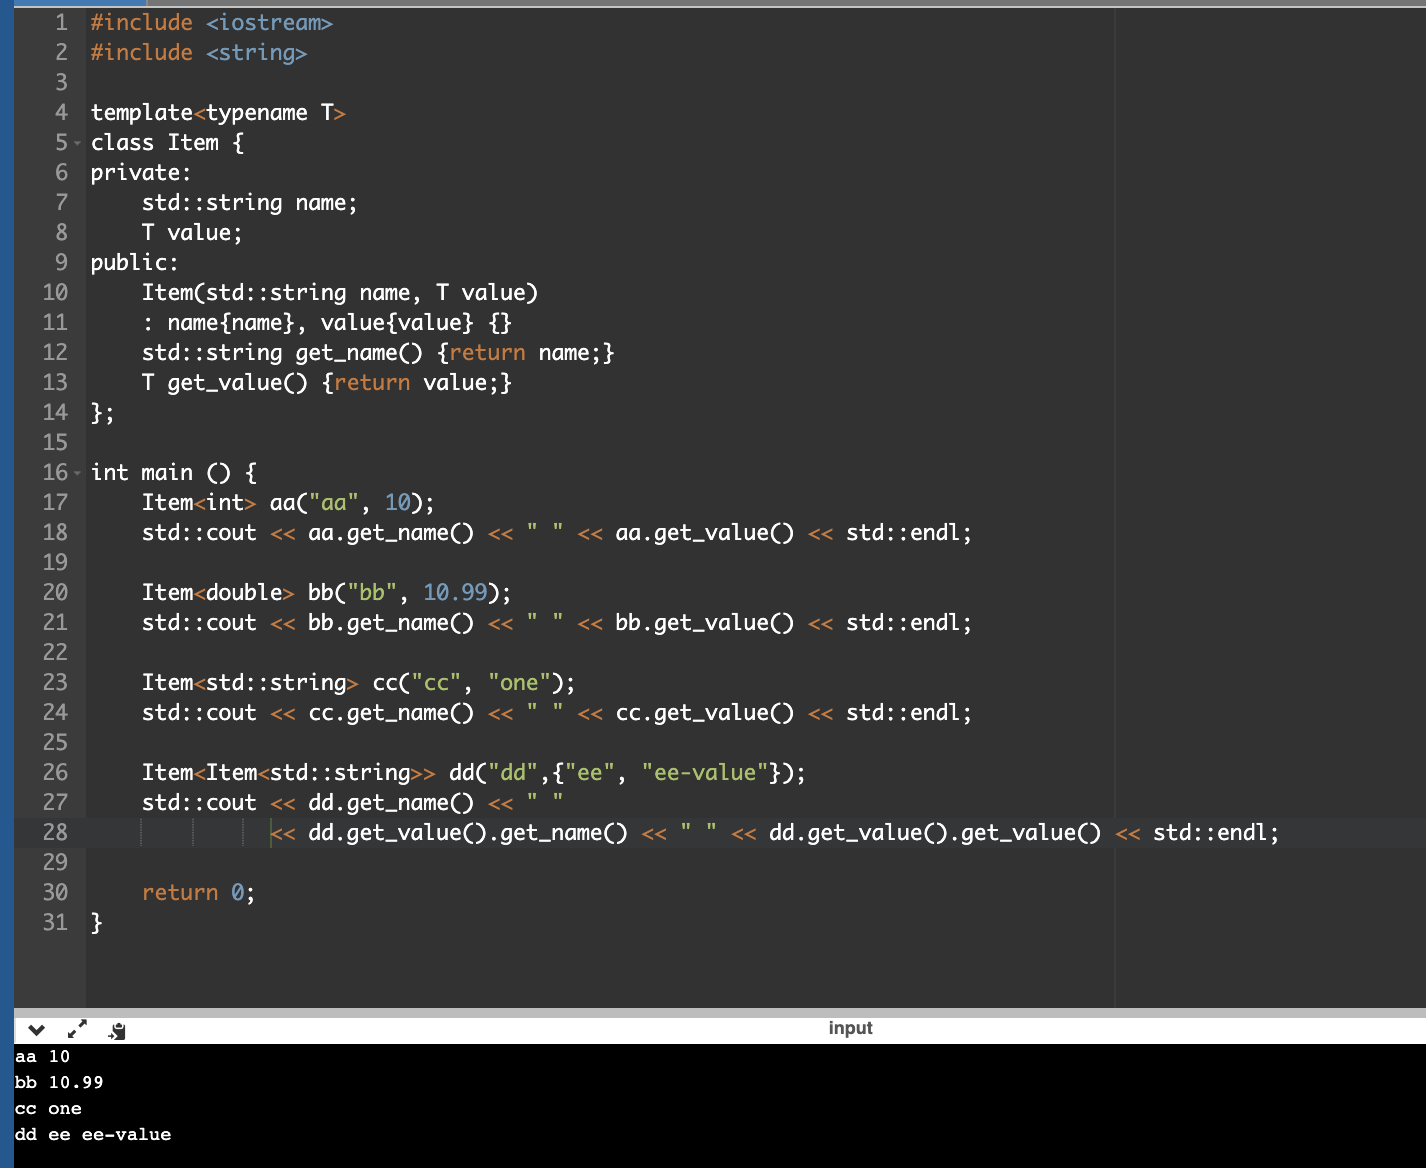 1 #include <iostream>
2 #include <string>
3
4 template<typename T>
5 class Item {
6 private:
7     std::string name;
8     T value;
9 public:
10     Item(std::string name, T value)
11     : name{name}, value{value} {}
12     std::string get_name() {return name;}
13     T get_value() {return value;}
14 };
15
16 int main () {
17     Item<int> aa("aa", 10);
18     std::cout << aa.get_name() << " " << aa.get_value() << std::endl;
19
20     Item<double> bb("bb", 10.99);
21     std::cout << bb.get_name() << " " << bb.get_value() << std::endl;
22
23     Item<std::string> cc("cc", "one");
24     std::cout << cc.get_name() << " " << cc.get_value() << std::endl;
25
26     Item<Item<std::string>> dd("dd",{"ee", "ee-value"});
27     std::cout << dd.get_name() << " "
28               << dd.get_value().get_name() << " " << dd.get_value().get_value() << std::endl;
29
30     return 0;
31 }
input
aa 10
bb 10.99
cc one
dd ee ee-value